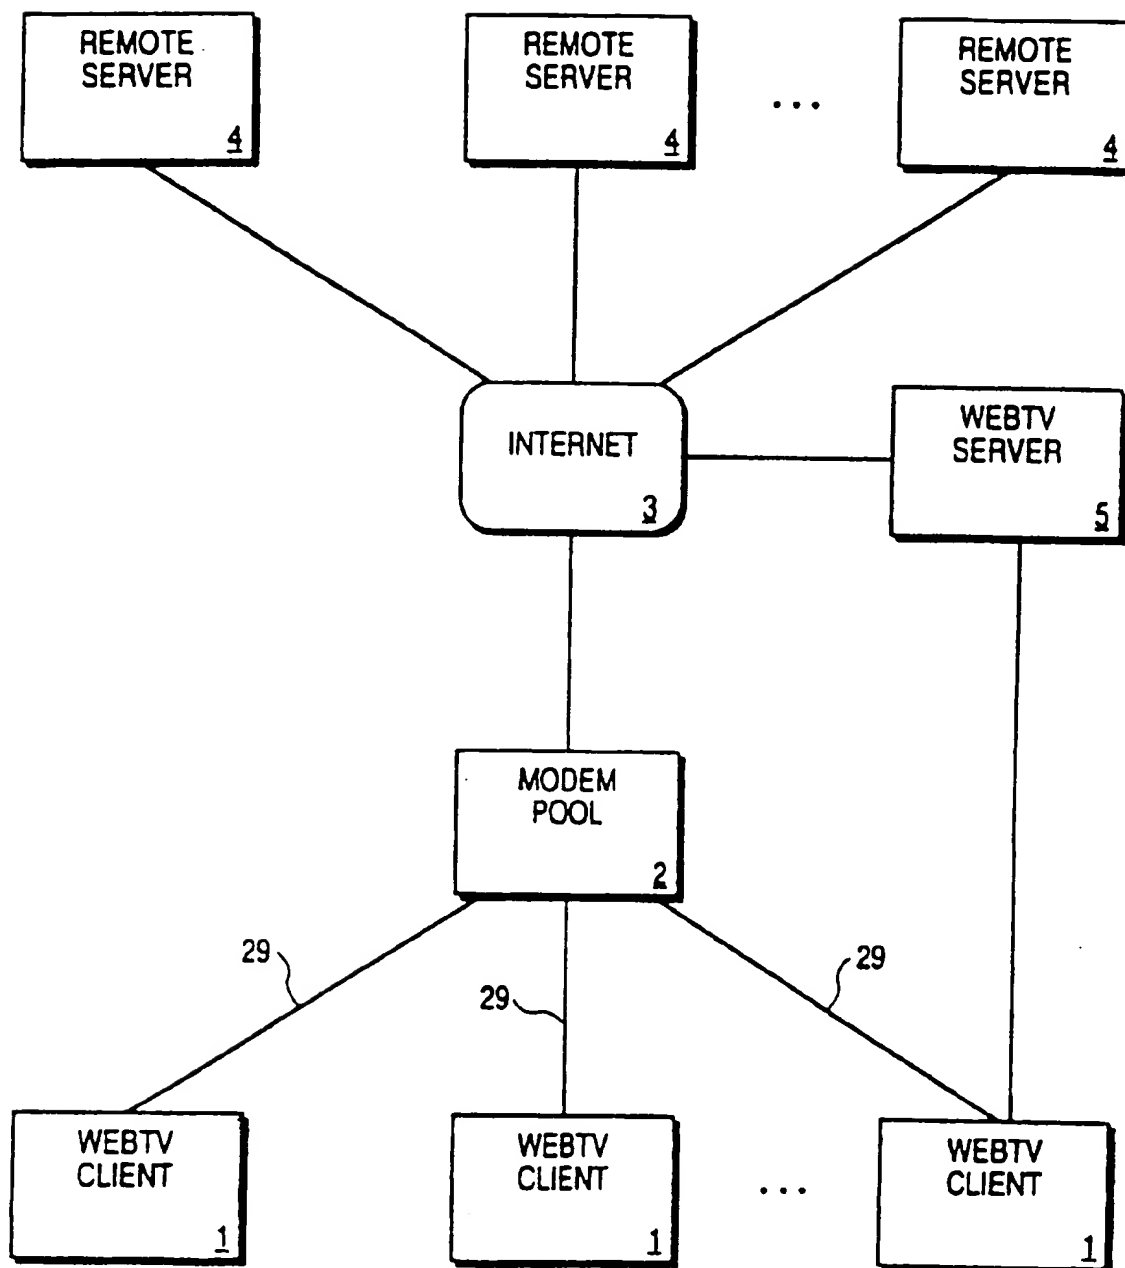 REMOTE
SERVER
4
REMOTE
SERVER
4
...
REMOTE
SERVER
4
INTERNET
3
WEBTV
SERVER
5
MODEM
POOL
2
29
29
29
WEBTV
CLIENT
1
WEBTV
CLIENT
1
...
WEBTV
CLIENT
1